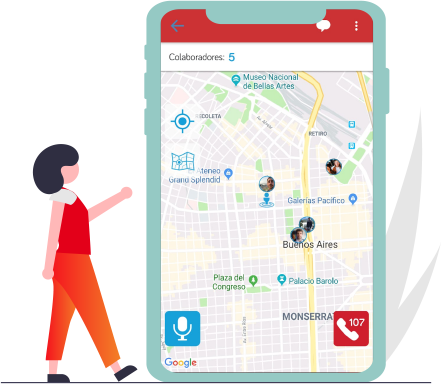 Colaboradores: 5
Museo Nacional
de Bellas Artes
RECOLETA
RETIRO
Ateneo
Grand Splendid
Galerías Pacífico
Buenos Aires
Plaza del
Congreso
Palacio Barolo
MONSERRAT
107
Google